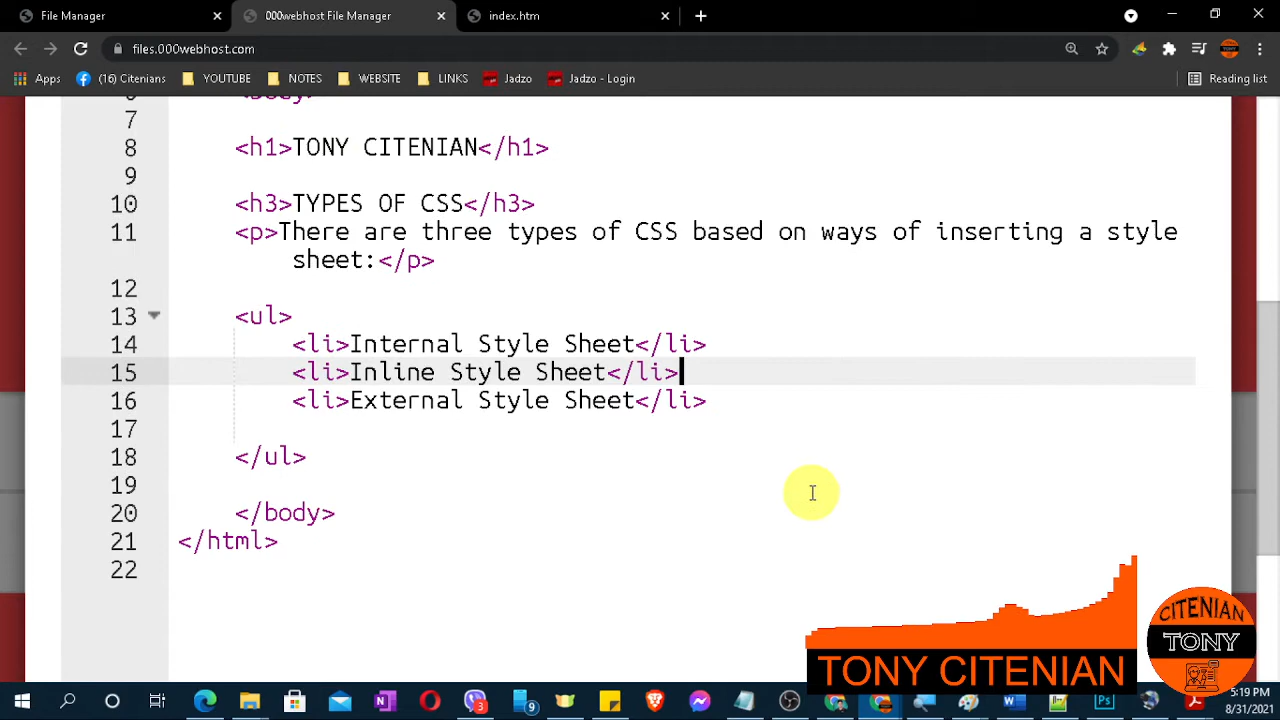 File Manager
000webhost File Manager
index.htm
files.000webhost.com
Apps
(16) Citenians
YOUTUBE
NOTES
WEBSITE
LINKS
Jadzo
Jadzo - Login
Reading list
<body>
7
8 <h1>TONY CITENIAN</h1>
9
10 <h3>TYPES OF CSS</h3>
11 <p>There are three types of CSS based on ways of inserting a style
sheet:</p>
12
13 <ul>
14 <li>Internal Style Sheet</li>
15 <li>Inline Style Sheet</li>
16 <li>External Style Sheet</li>
17
18 </ul>
19
20 </body>
21 </html>
22
TONY CITENIAN
CITENIAN
TONY
3
9
5:19 PM
8/31/2021